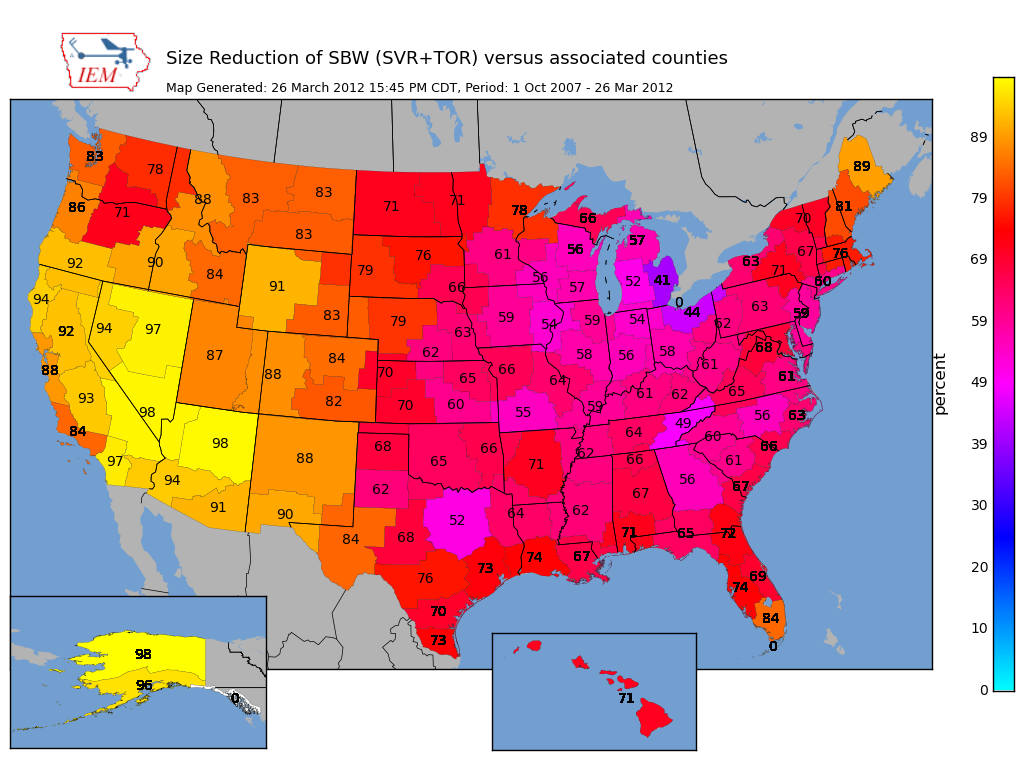 IEM
Size Reduction of SBW (SVR+TOR) versus associated counties
Map Generated: 26 March 2012 15:45 PM CDT, Period: 1 Oct 2007 - 26 Mar 2012
83 78 88 83 83 71 71 78 66 89
86 71 83 76 61 56 57 63 70 81
92 90 84 91 79 66 56 57 52 41 71 67 76
94 92 94 97 83 79 63 59 54 59 54 0 44 62 63 60 59
88 87 88 84 70 62 66 58 56 58 61 68
93 98 82 70 65 60 64 59 61 62 65 61
84 97 98 88 68 65 66 55 62 64 49 60 56 63
94 91 90 62 52 71 66 67 56 61 66 67
84 68 64 62 71 65 72
76 73 74 67 74 69
70 73 84 0
98
96
0
71
89
79
69
59
49
39
30
20
10
0
percent